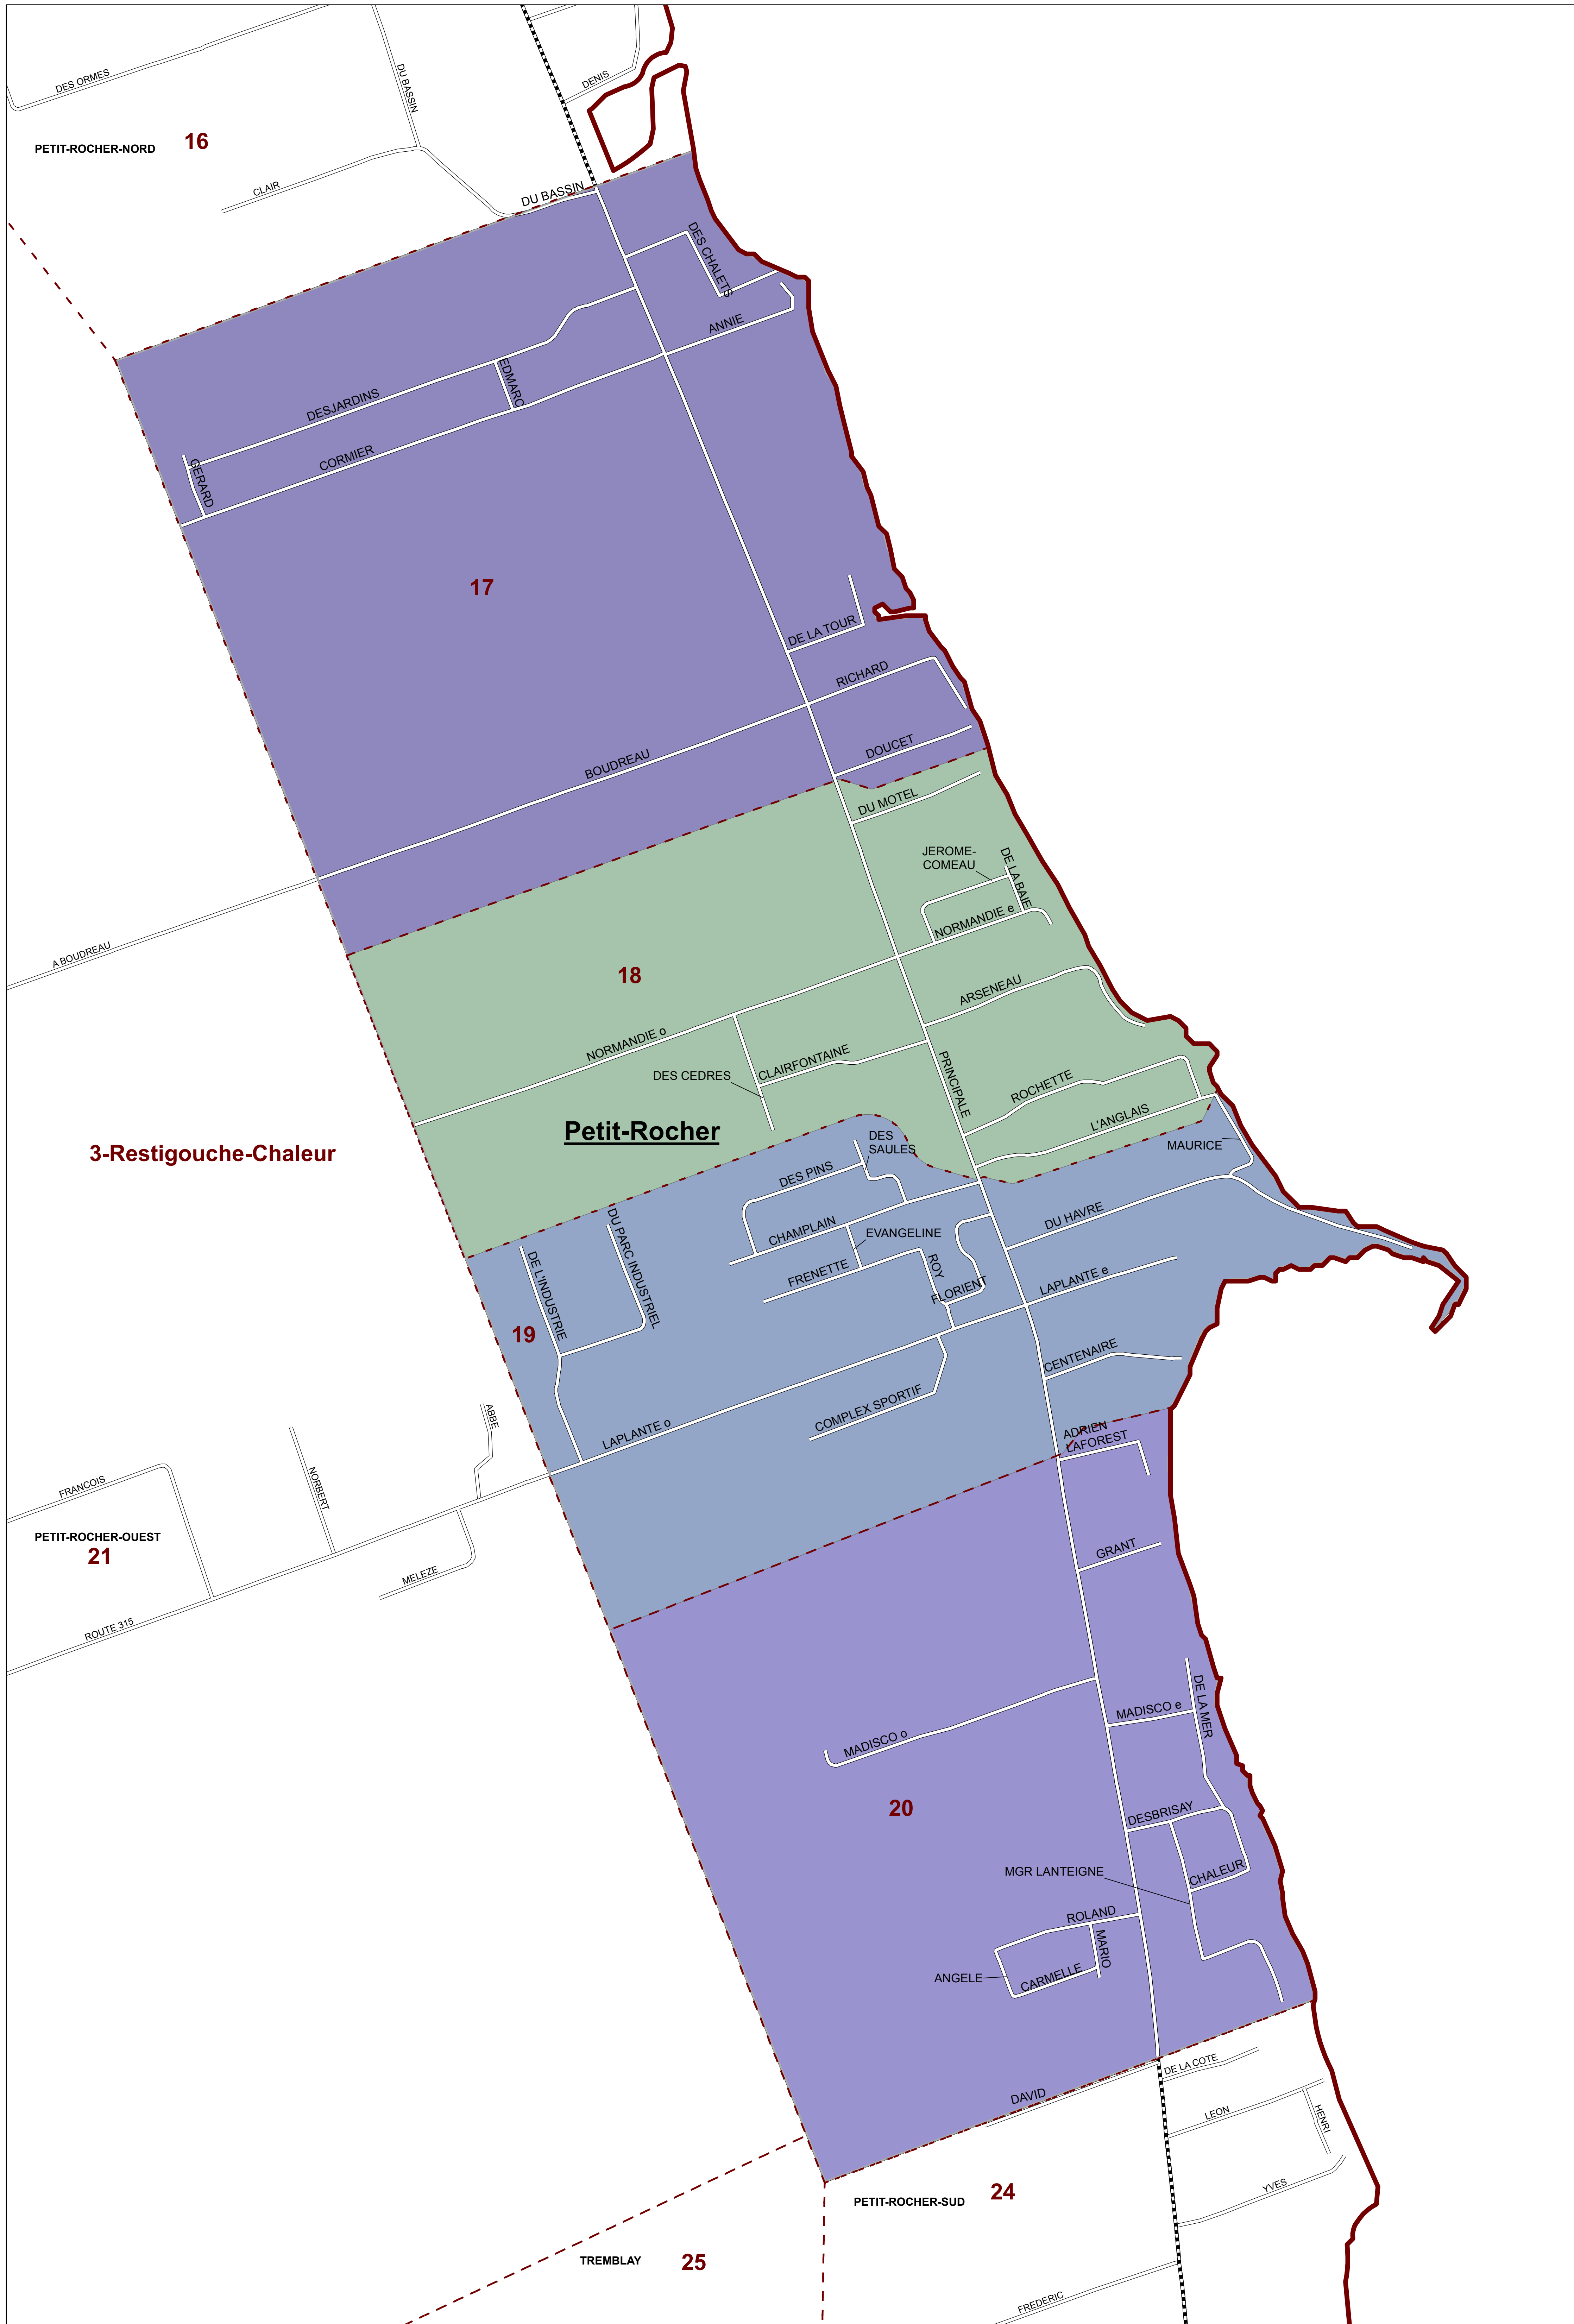 DES ORMES
DU BASSIN
DENIS
PETIT-ROCHER-NORD
16
CLAIR
DU BASSIN
DES CHALETS
ANNIE
EDMARC
DESJARDINS
CORMIER
GERARD
17
DE LA TOUR
RICHARD
DOUCET
BOUDREAU
DU MOTEL
JEROME-
COMEAU
DE LA BAIE
NORMANDIE e
A BOUDREAU
18
ARSENEAU
NORMANDIE o
CLAIRFONTAINE
DES CEDRES
PRINCIPALE
ROCHETTE
L'ANGLAIS
Petit-Rocher
3-Restigouche-Chaleur
DES
SAULES
MAURICE
DES PINS
DU HAVRE
CHAMPLAIN
EVANGELINE
DU PARC INDUSTRIEL
DE L'INDUSTRIE
FRENETTE
ROY
FLORIENT
LAPLANTE e
19
CENTENAIRE
COMPLEX SPORTIF
LAPLANTE o
ABBE
ADRIEN
LAFOREST
FRANCOIS
NORBERT
PETIT-ROCHER-OUEST
21
GRANT
MELEZE
ROUTE 315
DE LA MER
MADISCO e
MADISCO o
20
DESBRISAY
MGR LANTEIGNE
CHALEUR
ROLAND
MARIO
ANGELE
CARMELLE
DE LA COTE
DAVID
LEON
HENRI
YVES
24
PETIT-ROCHER-SUD
TREMBLAY
25
FREDERIC